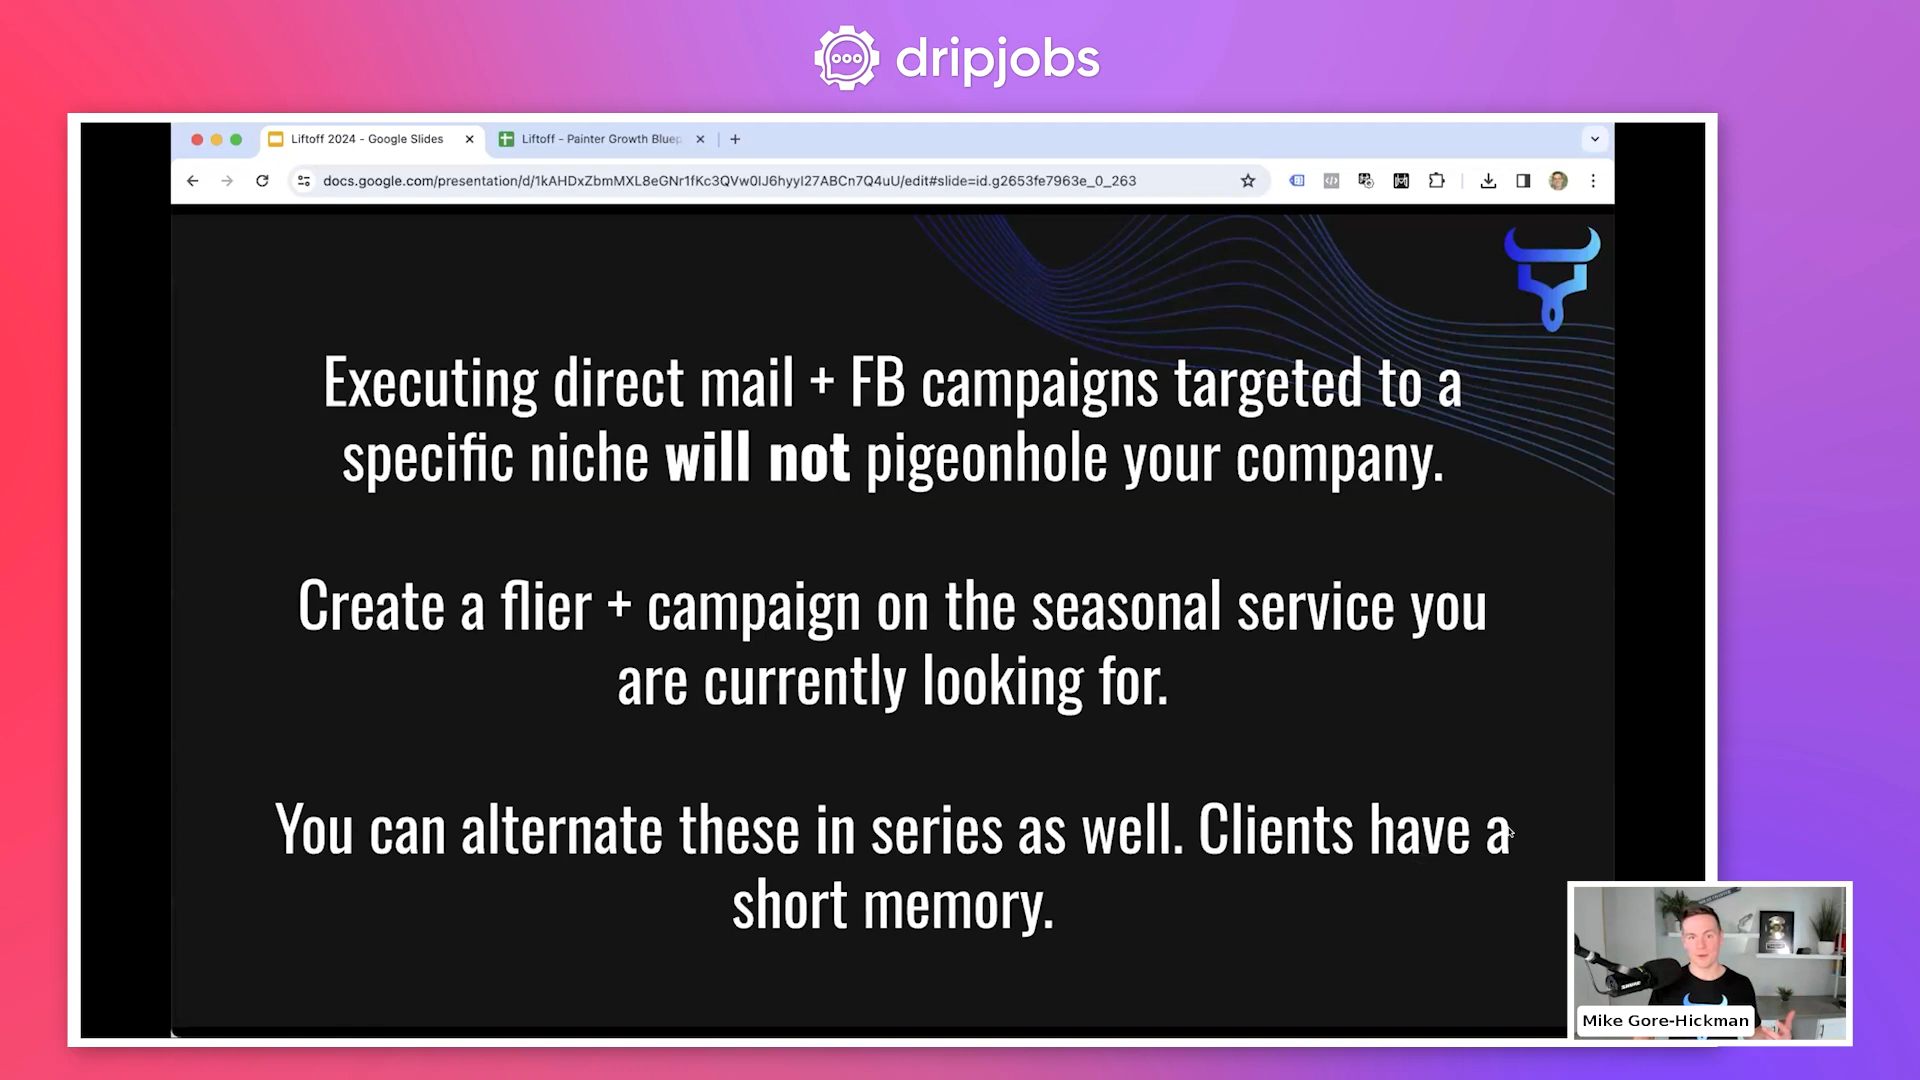 dripjobs
Liftoff 2024 - Google Slides
Liftoff - Painter Growth Bluep
docs.google.com/presentation/d/1kAHDxZbmMXL8eGNr1fKc3QVw0IJ6hyyI27ABCn7Q4uU/edit#slide=id.g2653fe7963e_0_263
Executing direct mail + FB campaigns targeted to a
specific niche will not pigeonhole your company.
Create a flier + campaign on the seasonal service you
are currently looking for.
You can alternate these in series as well. Clients have a
short memory.
SHURE
Mike Gore-Hickman